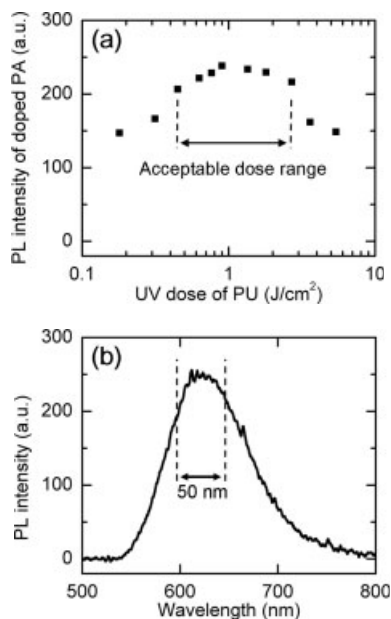 300
(a)
200
Acceptable dose range
100
0
0.1 1 10
UV dose of PU (J/cm²)
PL intensity of doped PA (a.u.)
300
(b)
200
100
50 nm
0
500 600 700 800
Wavelength (nm)
PL intensity (a.u.)